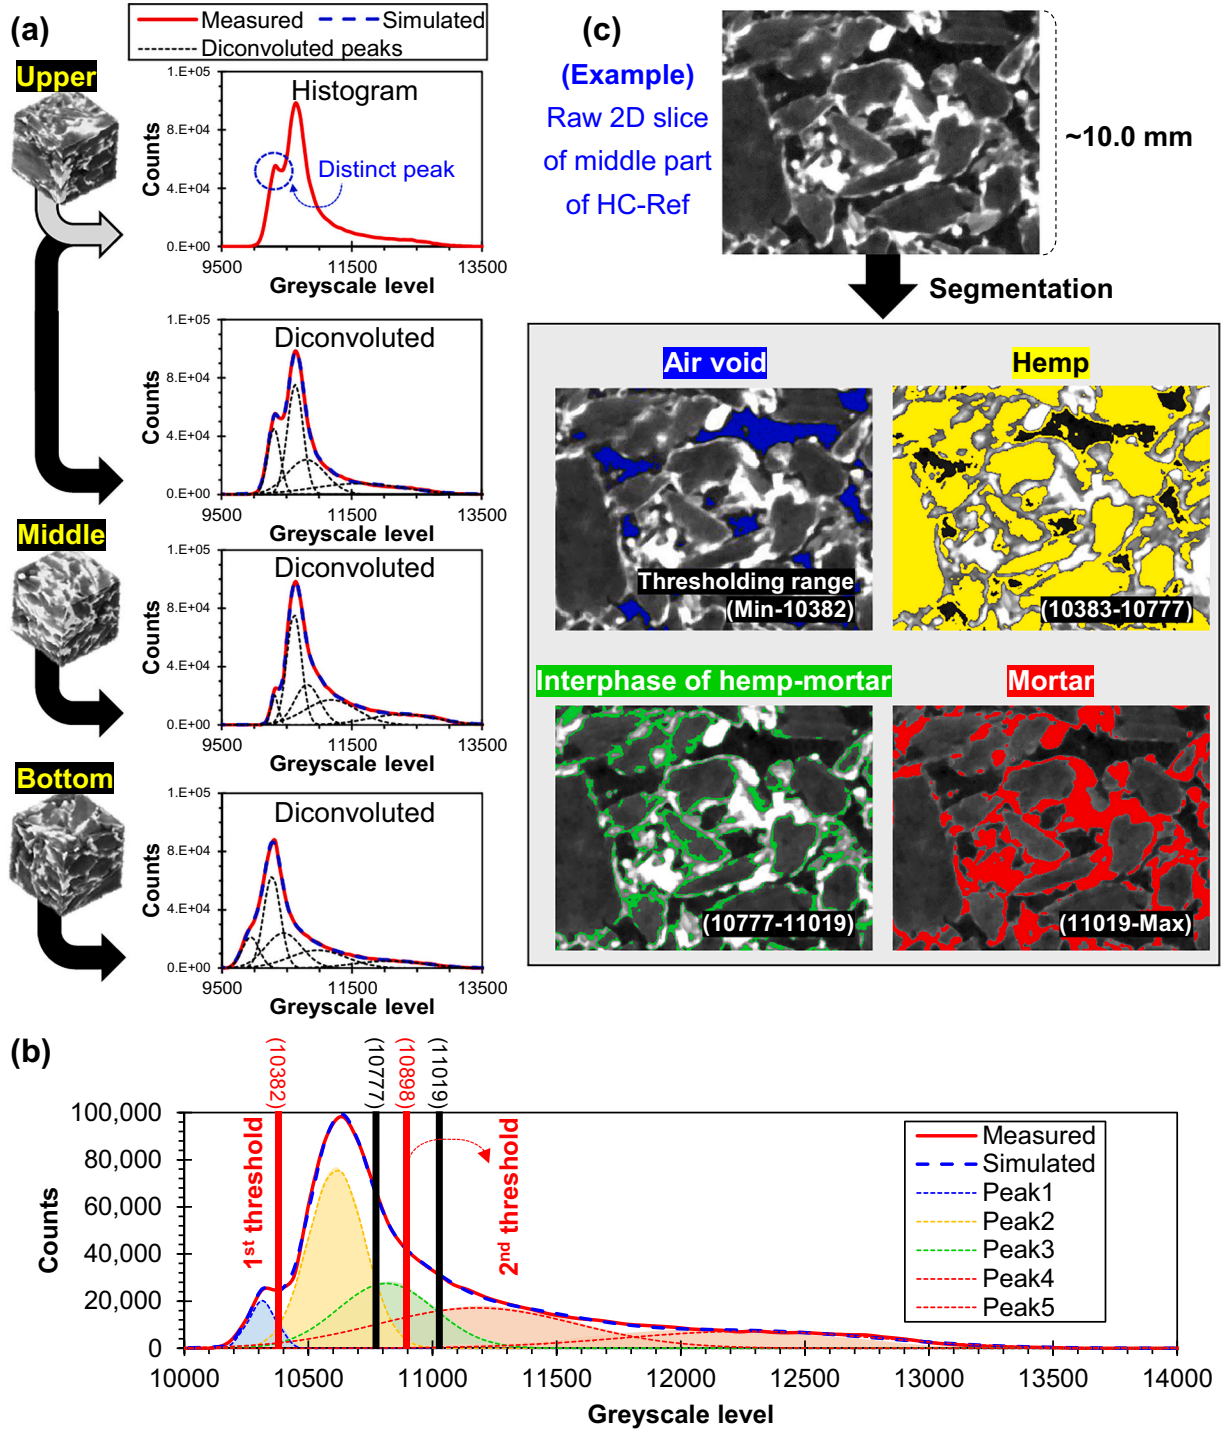 (a)
Measured
Simulated
Diconvoluted peaks
Upper
1.E+05
8.E+04
4.E+04
0.E+00
Counts
Histogram
Distinct peak
9500
11500
13500
Greyscale level
1.E+05
8.E+04
4.E+04
0.E+00
Counts
Diconvoluted
9500
11500
13500
Greyscale level
Middle
1.E+05
8.E+04
4.E+04
0.E+00
Counts
Diconvoluted
9500
11500
13500
Greyscale level
Bottom
1.E+05
8.E+04
4.E+04
0.E+00
Counts
Diconvoluted
9500
11500
13500
Greyscale level
(c)
(Example)
Raw 2D slice
of middle part
of HC-Ref
~10.0 mm
Segmentation
Air void
Thresholding range
(Min-10382)
Hemp
(10383-10777)
Interphase of hemp-mortar
(10777-11019)
Mortar
(11019-Max)
(b)
(10382)
(10777)
(10898)
(11019)
1st threshold
2nd threshold
100,000
80,000
60,000
40,000
20,000
0
Counts
Measured
Simulated
Peak1
Peak2
Peak3
Peak4
Peak5
10000
10500
11000
11500
12000
12500
13000
13500
14000
Greyscale level